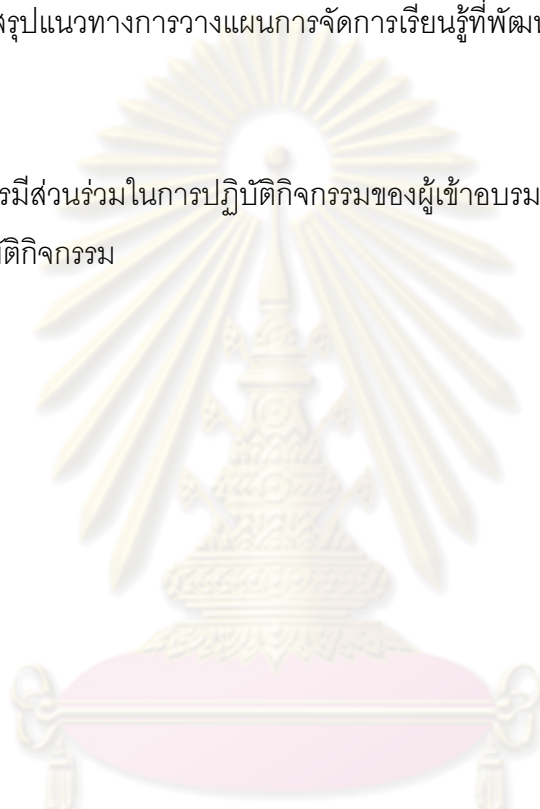 สรุปแนวทางการวางแผนการจัดการเรียนรู้ที่พัฒน
รมีส่วนร่วมในการปฏิบัติกิจกรรมของผู้เข้าอบรม
ัติกิจกรรม